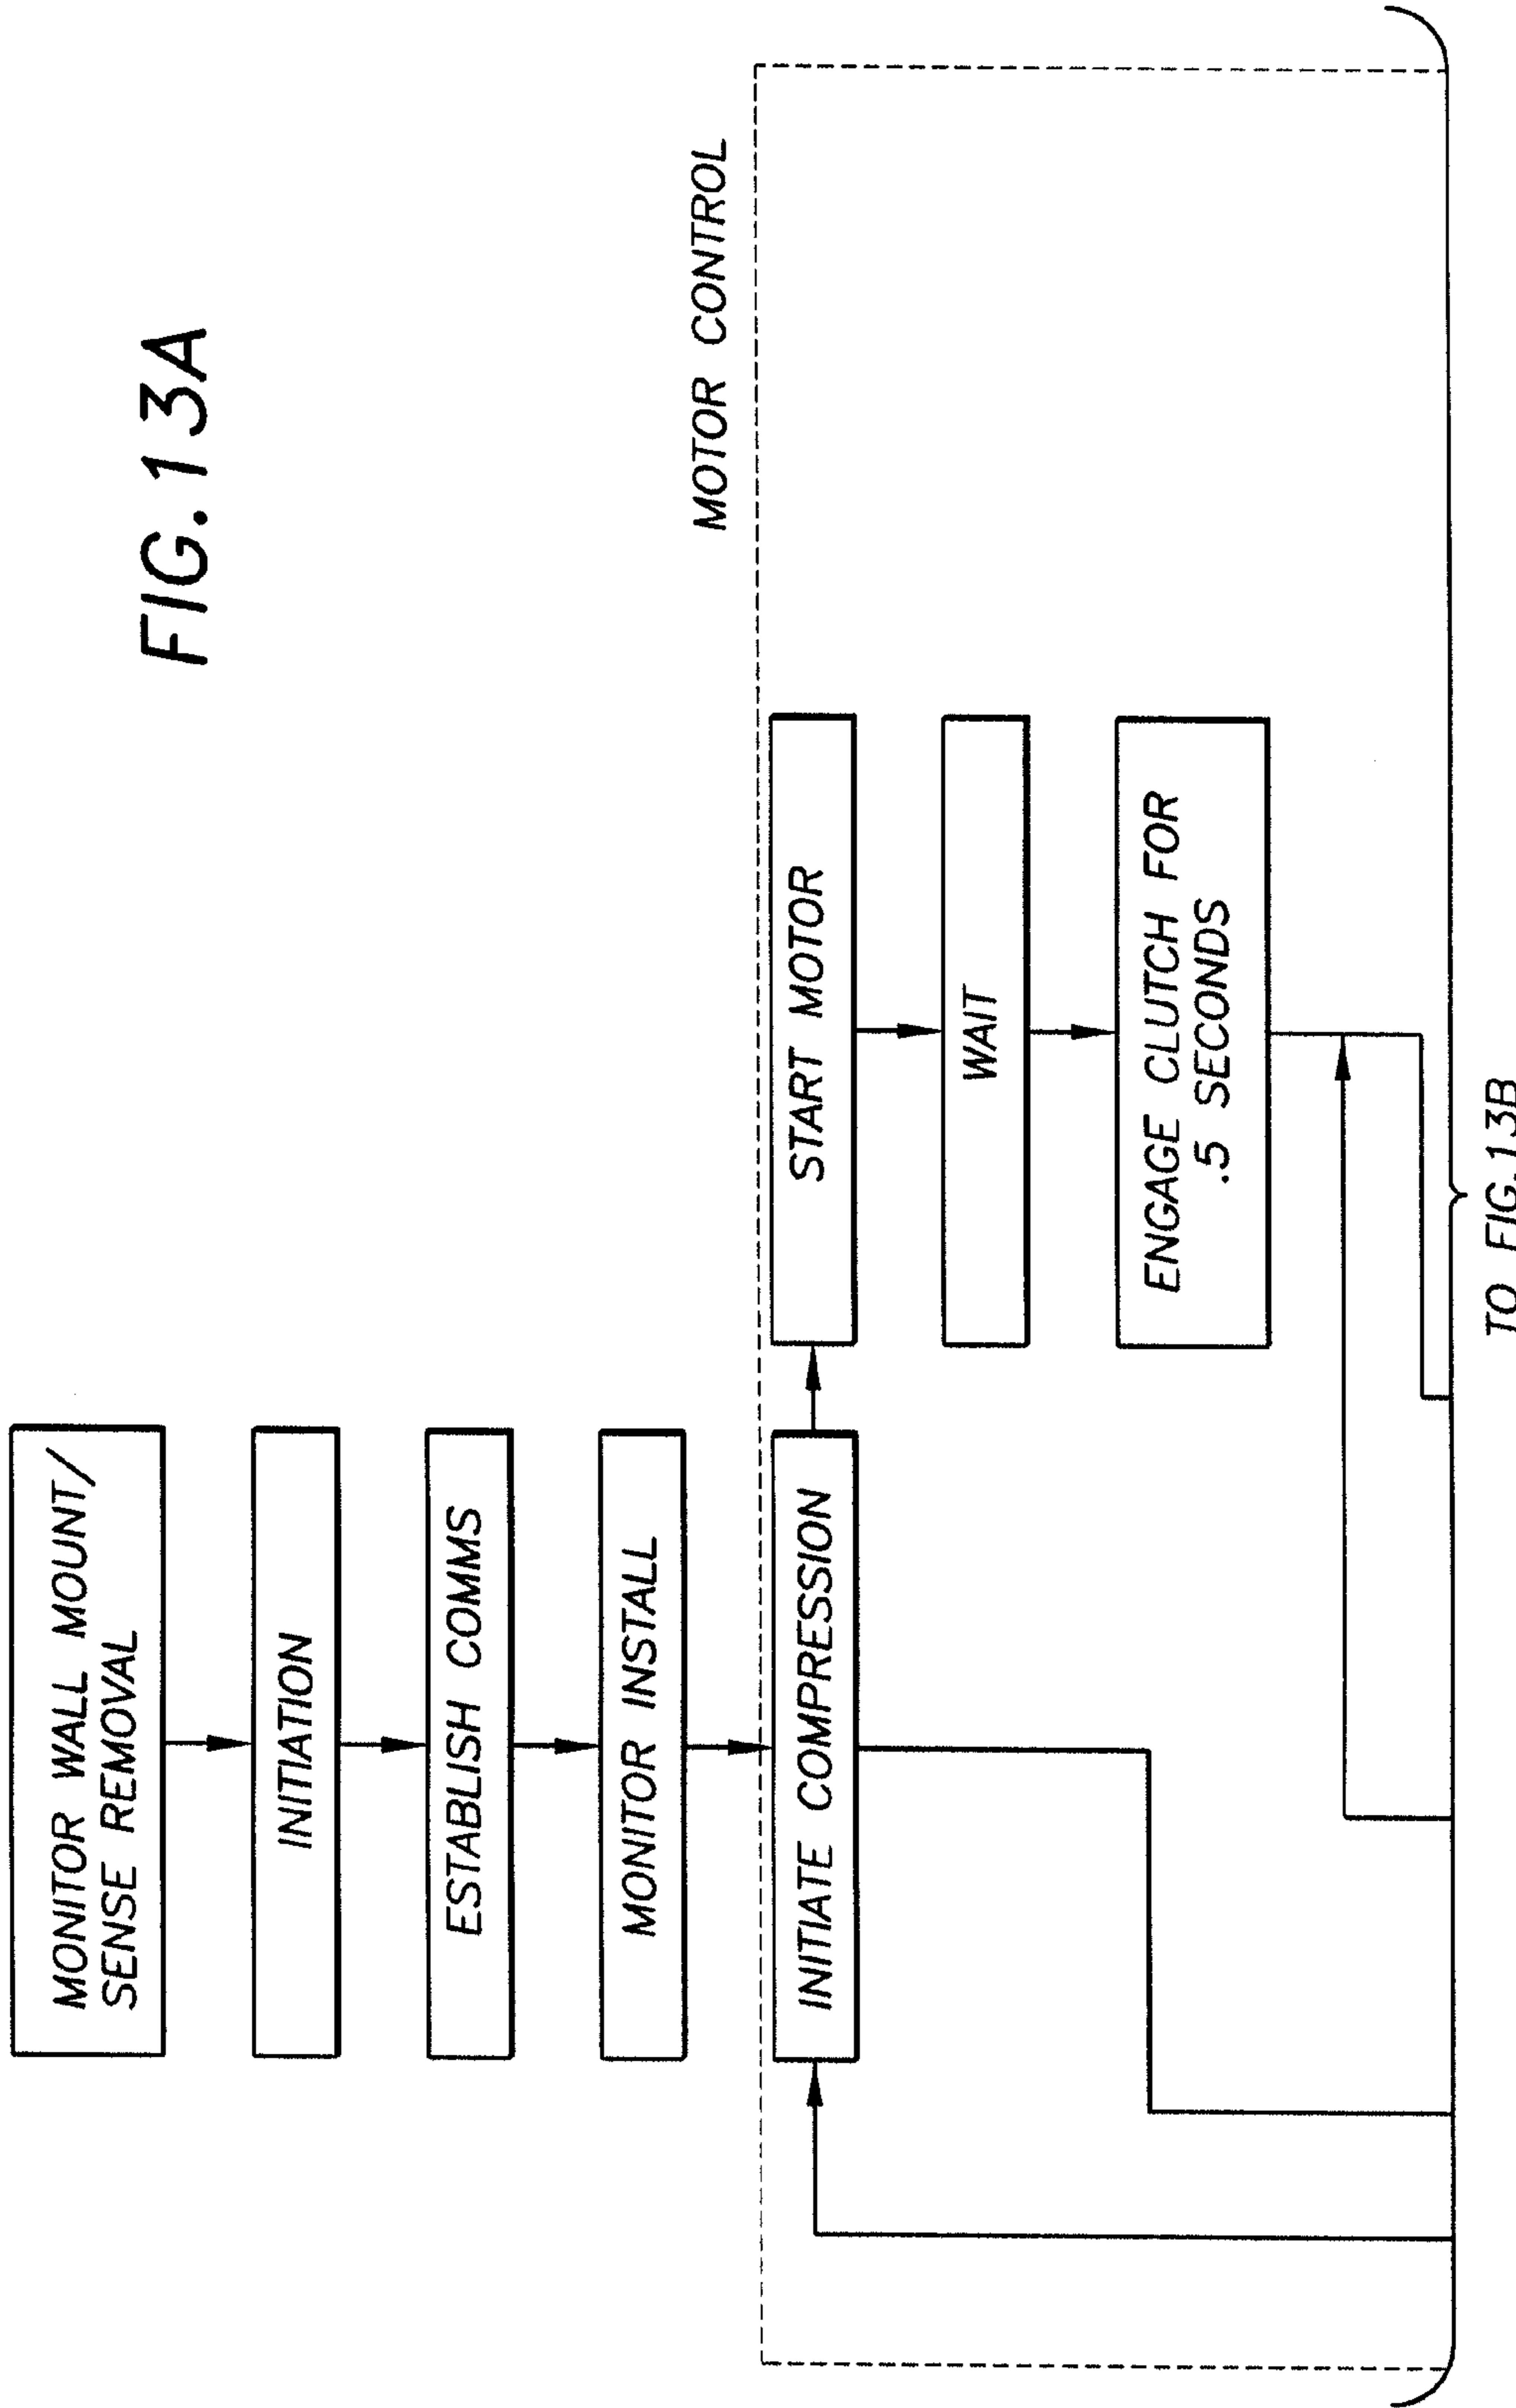 FIG. 13A
MONITOR WALL MOUNT/
SENSE REMOVAL
INITIATION
ESTABLISH COMMS
MONITOR INSTALL
MOTOR CONTROL
INITIATE COMPRESSION
START MOTOR
WAIT
ENGAGE CLUTCH FOR
.5 SECONDS
TO FIG. 13B